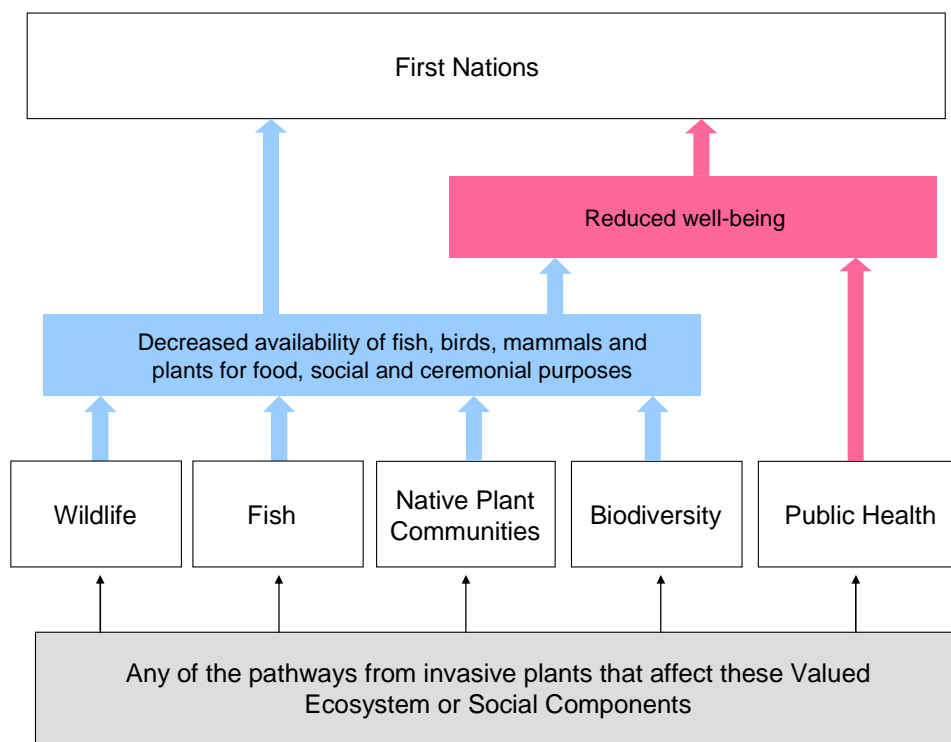 First Nations
Reduced well-being
Decreased availability of fish, birds, mammals and
plants for food, social and ceremonial purposes
Wildlife
Fish
Native Plant
Communities
Biodiversity
Public Health
Any of the pathways from invasive plants that affect these Valued
Ecosystem or Social Components